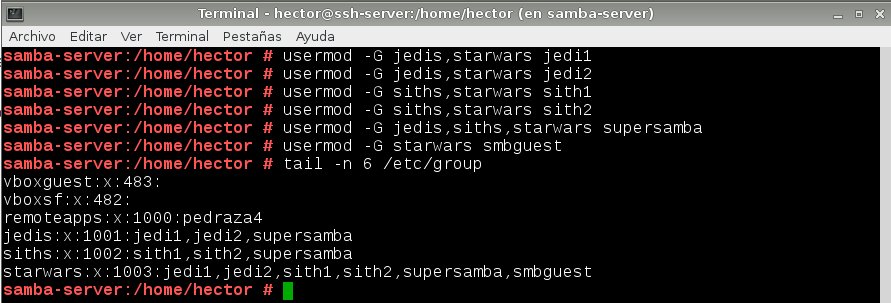 Terminal - hector@ssh-server:/home/hector (en samba-server)
Archivo Editar Ver Terminal Pestañas Ayuda
samba-server:/home/hector # usermod -G jedis,starwars jedi1
samba-server:/home/hector # usermod -G jedis,starwars jedi2
samba-server:/home/hector # usermod -G siths,starwars sith1
samba-server:/home/hector # usermod -G siths,starwars sith2
samba-server:/home/hector # usermod -G jedis,siths,starwars supersamba
samba-server:/home/hector # usermod -G starwars smbguest
samba-server:/home/hector # tail -n 6 /etc/group
vboxguest:x:483:
vboxsf:x:482:
remoteapps:x:1000:pedraza4
jedis:x:1001:jedi1,jedi2,supersamba
siths:x:1002:sith1,sith2,supersamba
starwars:x:1003:jedi1,jedi2,sith1,sith2,supersamba,smbguest
samba-server:/home/hector #